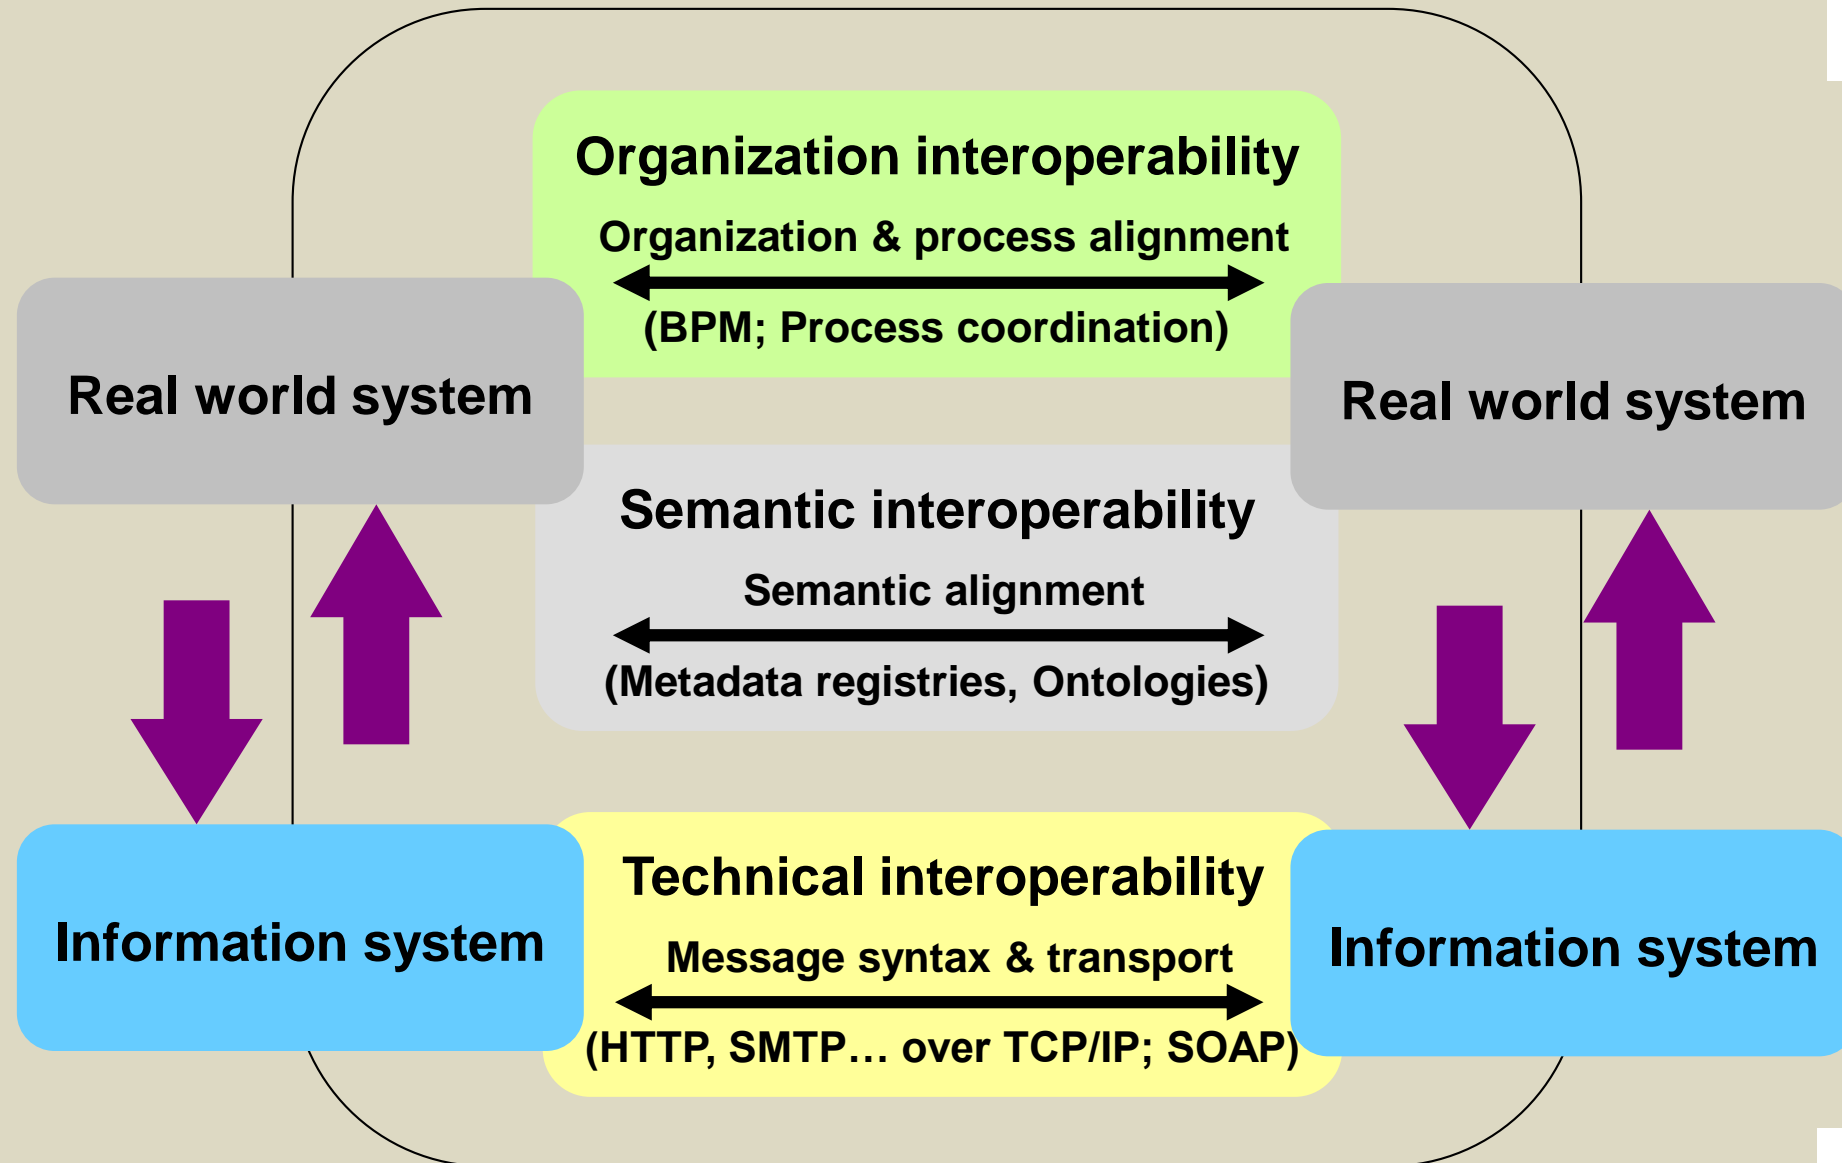 Organization interoperability
Organization & process alignment
(BPM; Process coordination)
Real world system
Real world system
Semantic interoperability
Semantic alignment
(Metadada registries, Ontologies)
Technical interoperability
Information system
Information system
Message syntax & transport
(HTTP, SMTP… over TCP/IP; SOAP)